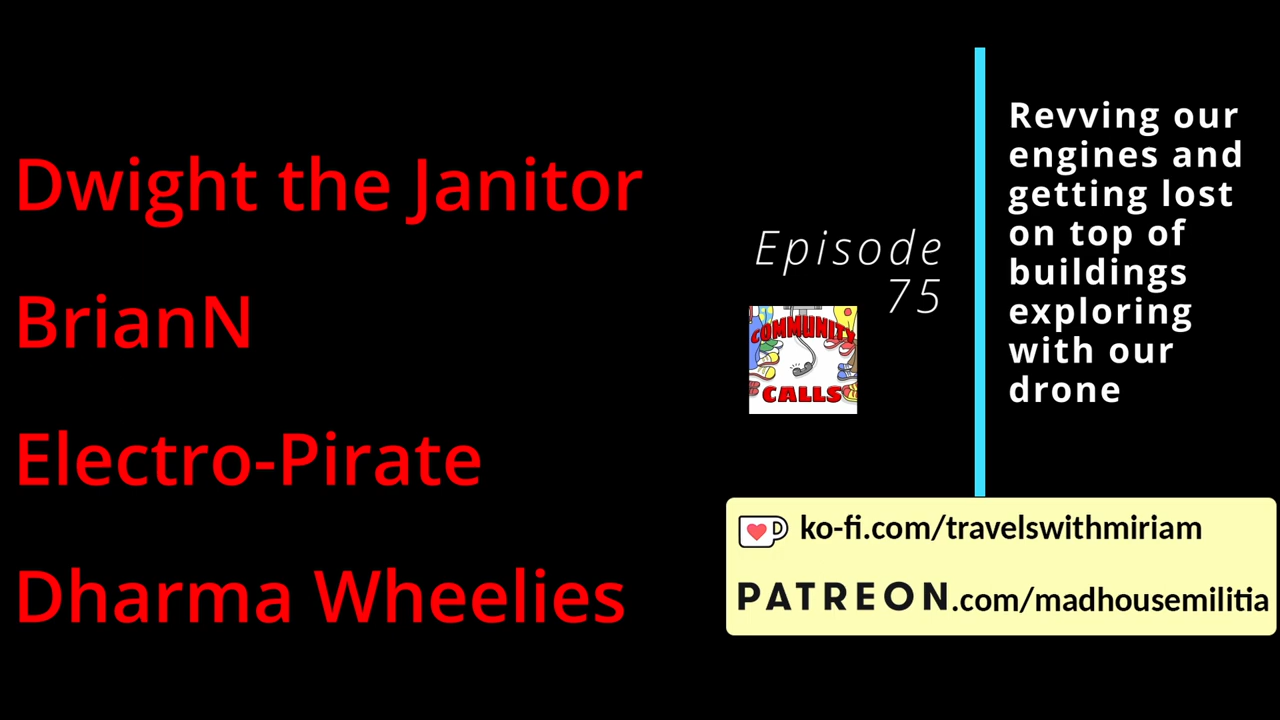 Dwight the Janitor
BrianN
Electro-Pirate
Dharma Wheelies
Episode
75
COMMUNITY
CALLS
Revving our
engines and
getting lost
on top of
buildings
exploring
with our
drone
ko-fi.com/travelswithmiriam
PATREON.com/madhousemilitia